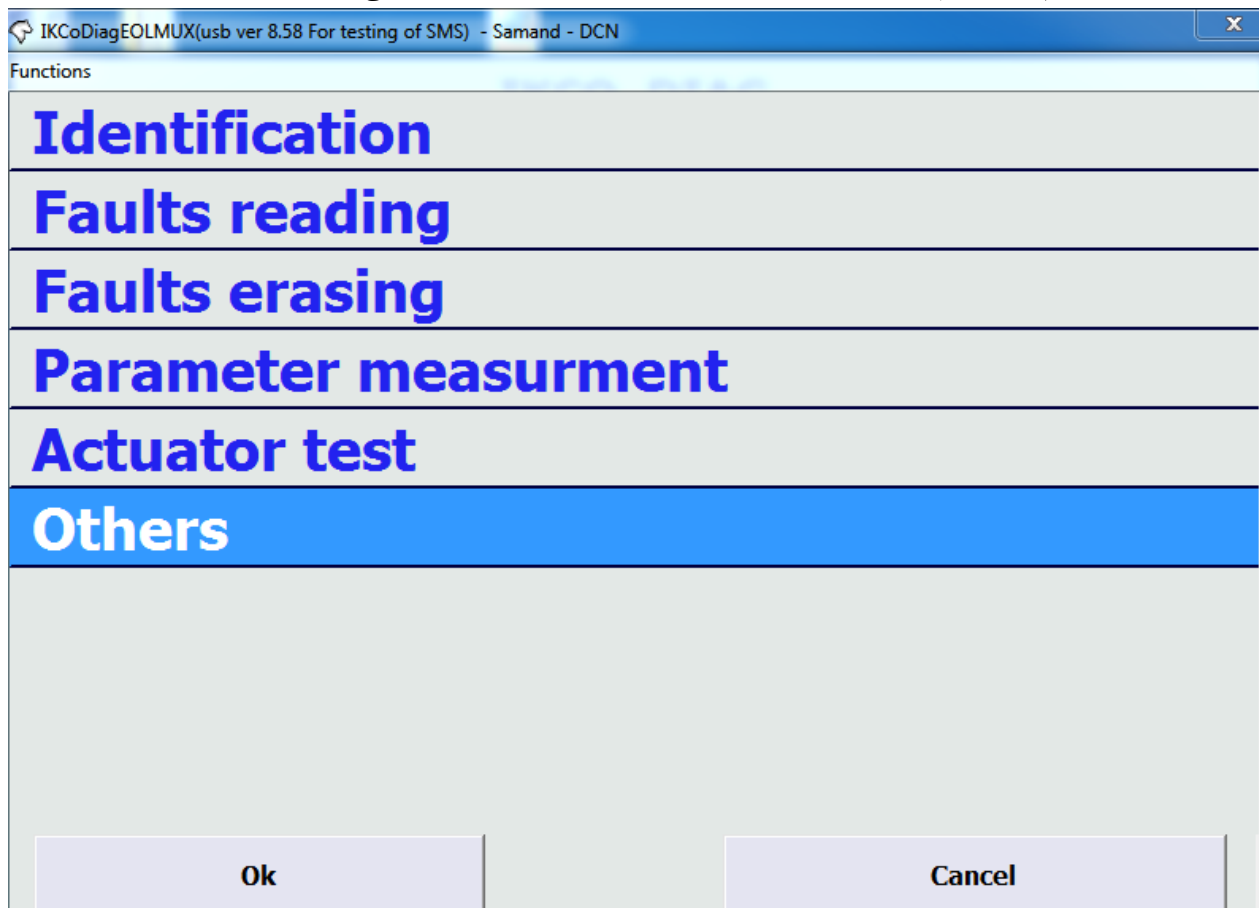 IKCoDiagEOLMUX(usb ver 8.58 For testing of SMS) - Samand - DCN
Functions
Identification
Faults reading
Faults erasing
Parameter measurment
Actuator test
Others
Ok Cancel